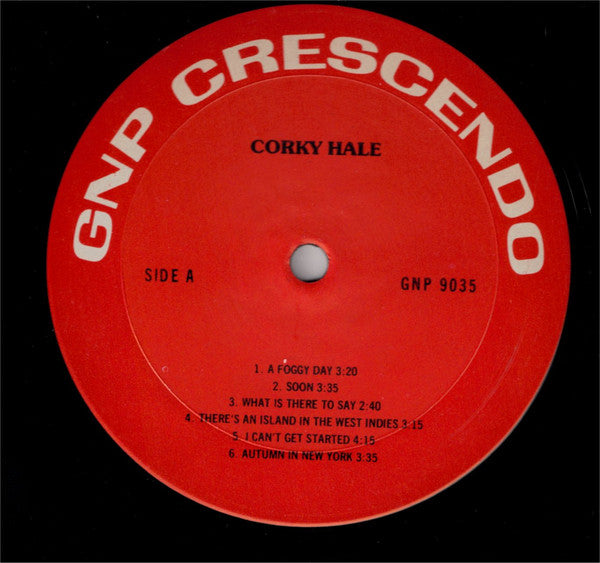 GNP CRESCENDO
CORKY HALE
SIDE A
GNP 9035
1. A FOGGY DAY 3:20
2. SOON 3:35
3. WHAT IS THERE TO SAY 2:40
4. THERE'S AN ISLAND IN THE WEST INDIES 3:15
5. I CAN'T GET STARTED 4:15
6. AUTUMN IN NEW YORK 3:35